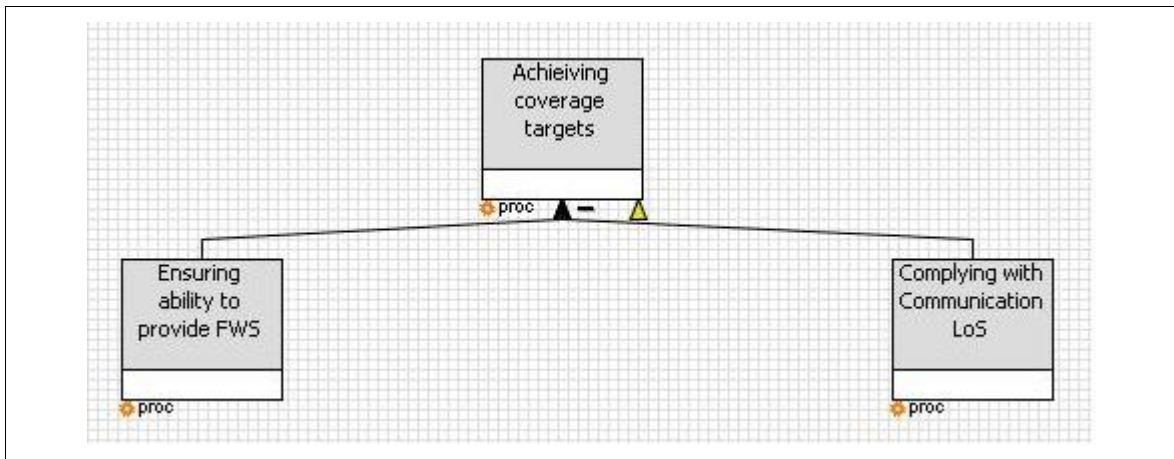 Achieiving
coverage
targets
proc
Ensuring
ability to
provide FWS
proc
Complying with
Communication
LoS
proc